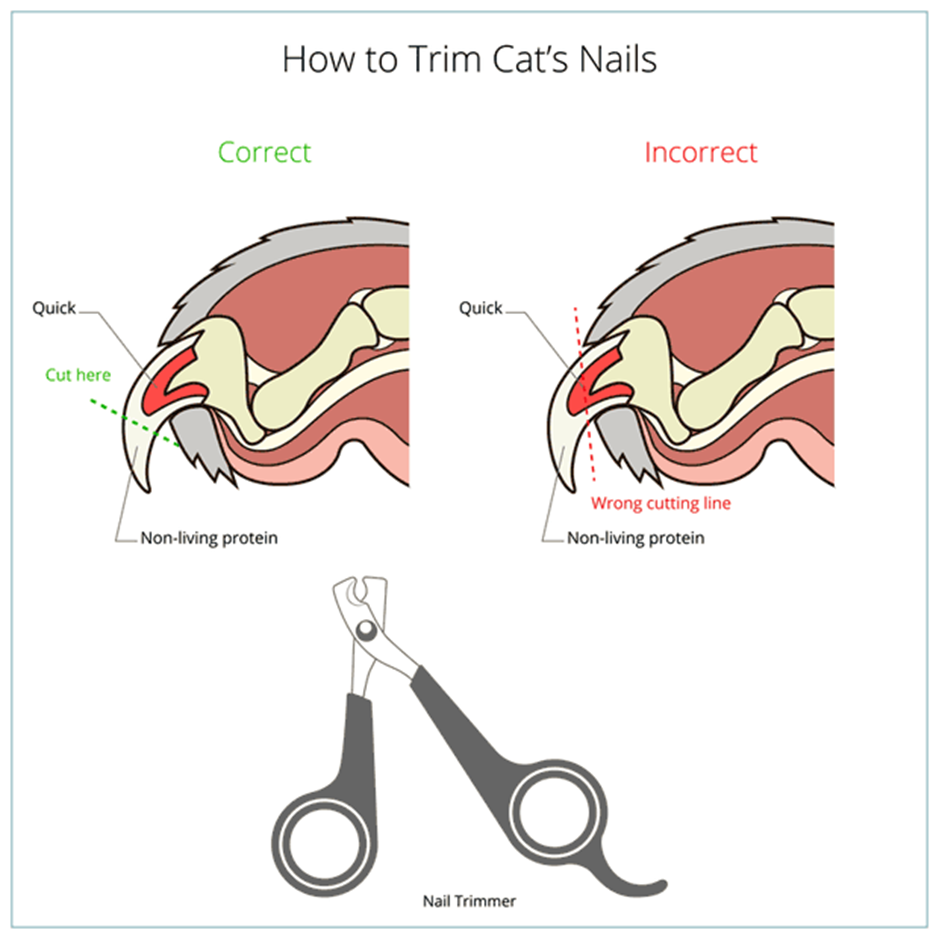 How to Trim Cat’s Nails
Correct
Incorrect
Quick
Cut here
Non-living protein
Quick
Wrong cutting line
Non-living protein
Nail Trimmer